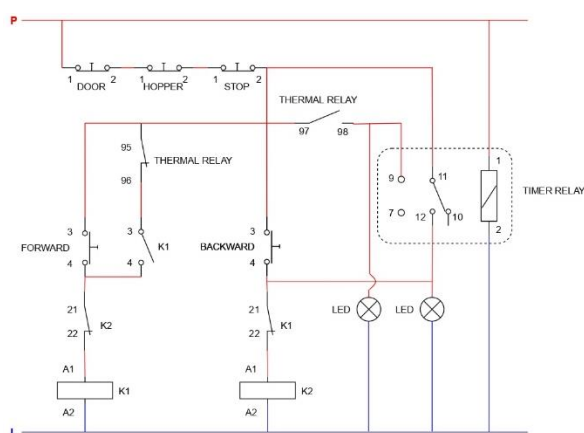 P
1 2 1 2 1 2
DOOR HOPPER STOP
THERMAL RELAY
97 98
95
THERMAL RELAY
96
9 11 1
TIMER RELAY
7 12 10 2
3 3 3
FORWARD K1 BACKWARD
4 4 4
21 21
K2 K1
22 22
LED LED
A1 A1
K1 K2
A2 A2